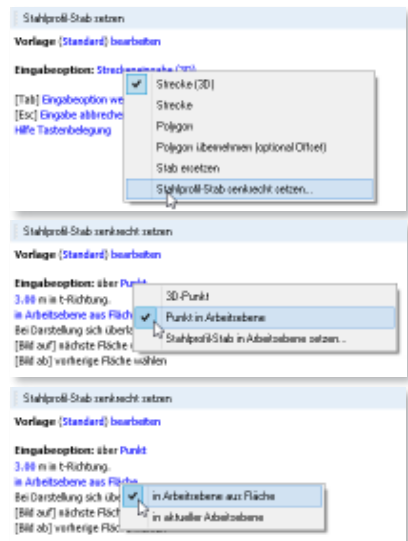 Stahlprofil-Stab setzen
Vorlage (Standard) bearbeiten
Eingabeoption: Streckeneingabe (3D)
[Tab] Eingabeoption we
[Esc] Eingabe abbreche
Hilfe Tastenbelegung
Strecke (3D)
Strecke
Polygon
Polygon übernehmen (optional Offset)
Stab ersetzen
Stahlprofil-Stab senkrecht setzen...
Stahlprofil-Stab senkrecht setzen
Vorlage (Standard) bearbeiten
Eingabeoption: über Punkt
3.00 m in t-Richtung.
in Arbeitsebene aus Fläch
Bei Darstellung sich überla
[Bild auf] nächste Fläche
[Bild ab] vorherige Fläche wählen
3D-Punkt
Punkt in Arbeitsebene
Stahlprofil-Stab in Arbeitsebene setzen...
Stahlprofil-Stab senkrecht setzen
Vorlage (Standard) bearbeiten
Eingabeoption: über Punkt
3.00 m in t-Richtung.
in Arbeitsebene aus Fläche
Bei Darstellung sich übe
[Bild auf] nächste Fläch
[Bild ab] vorherige Fläc
in Arbeitsebene aus Fläche
in aktueller Arbeitsebene